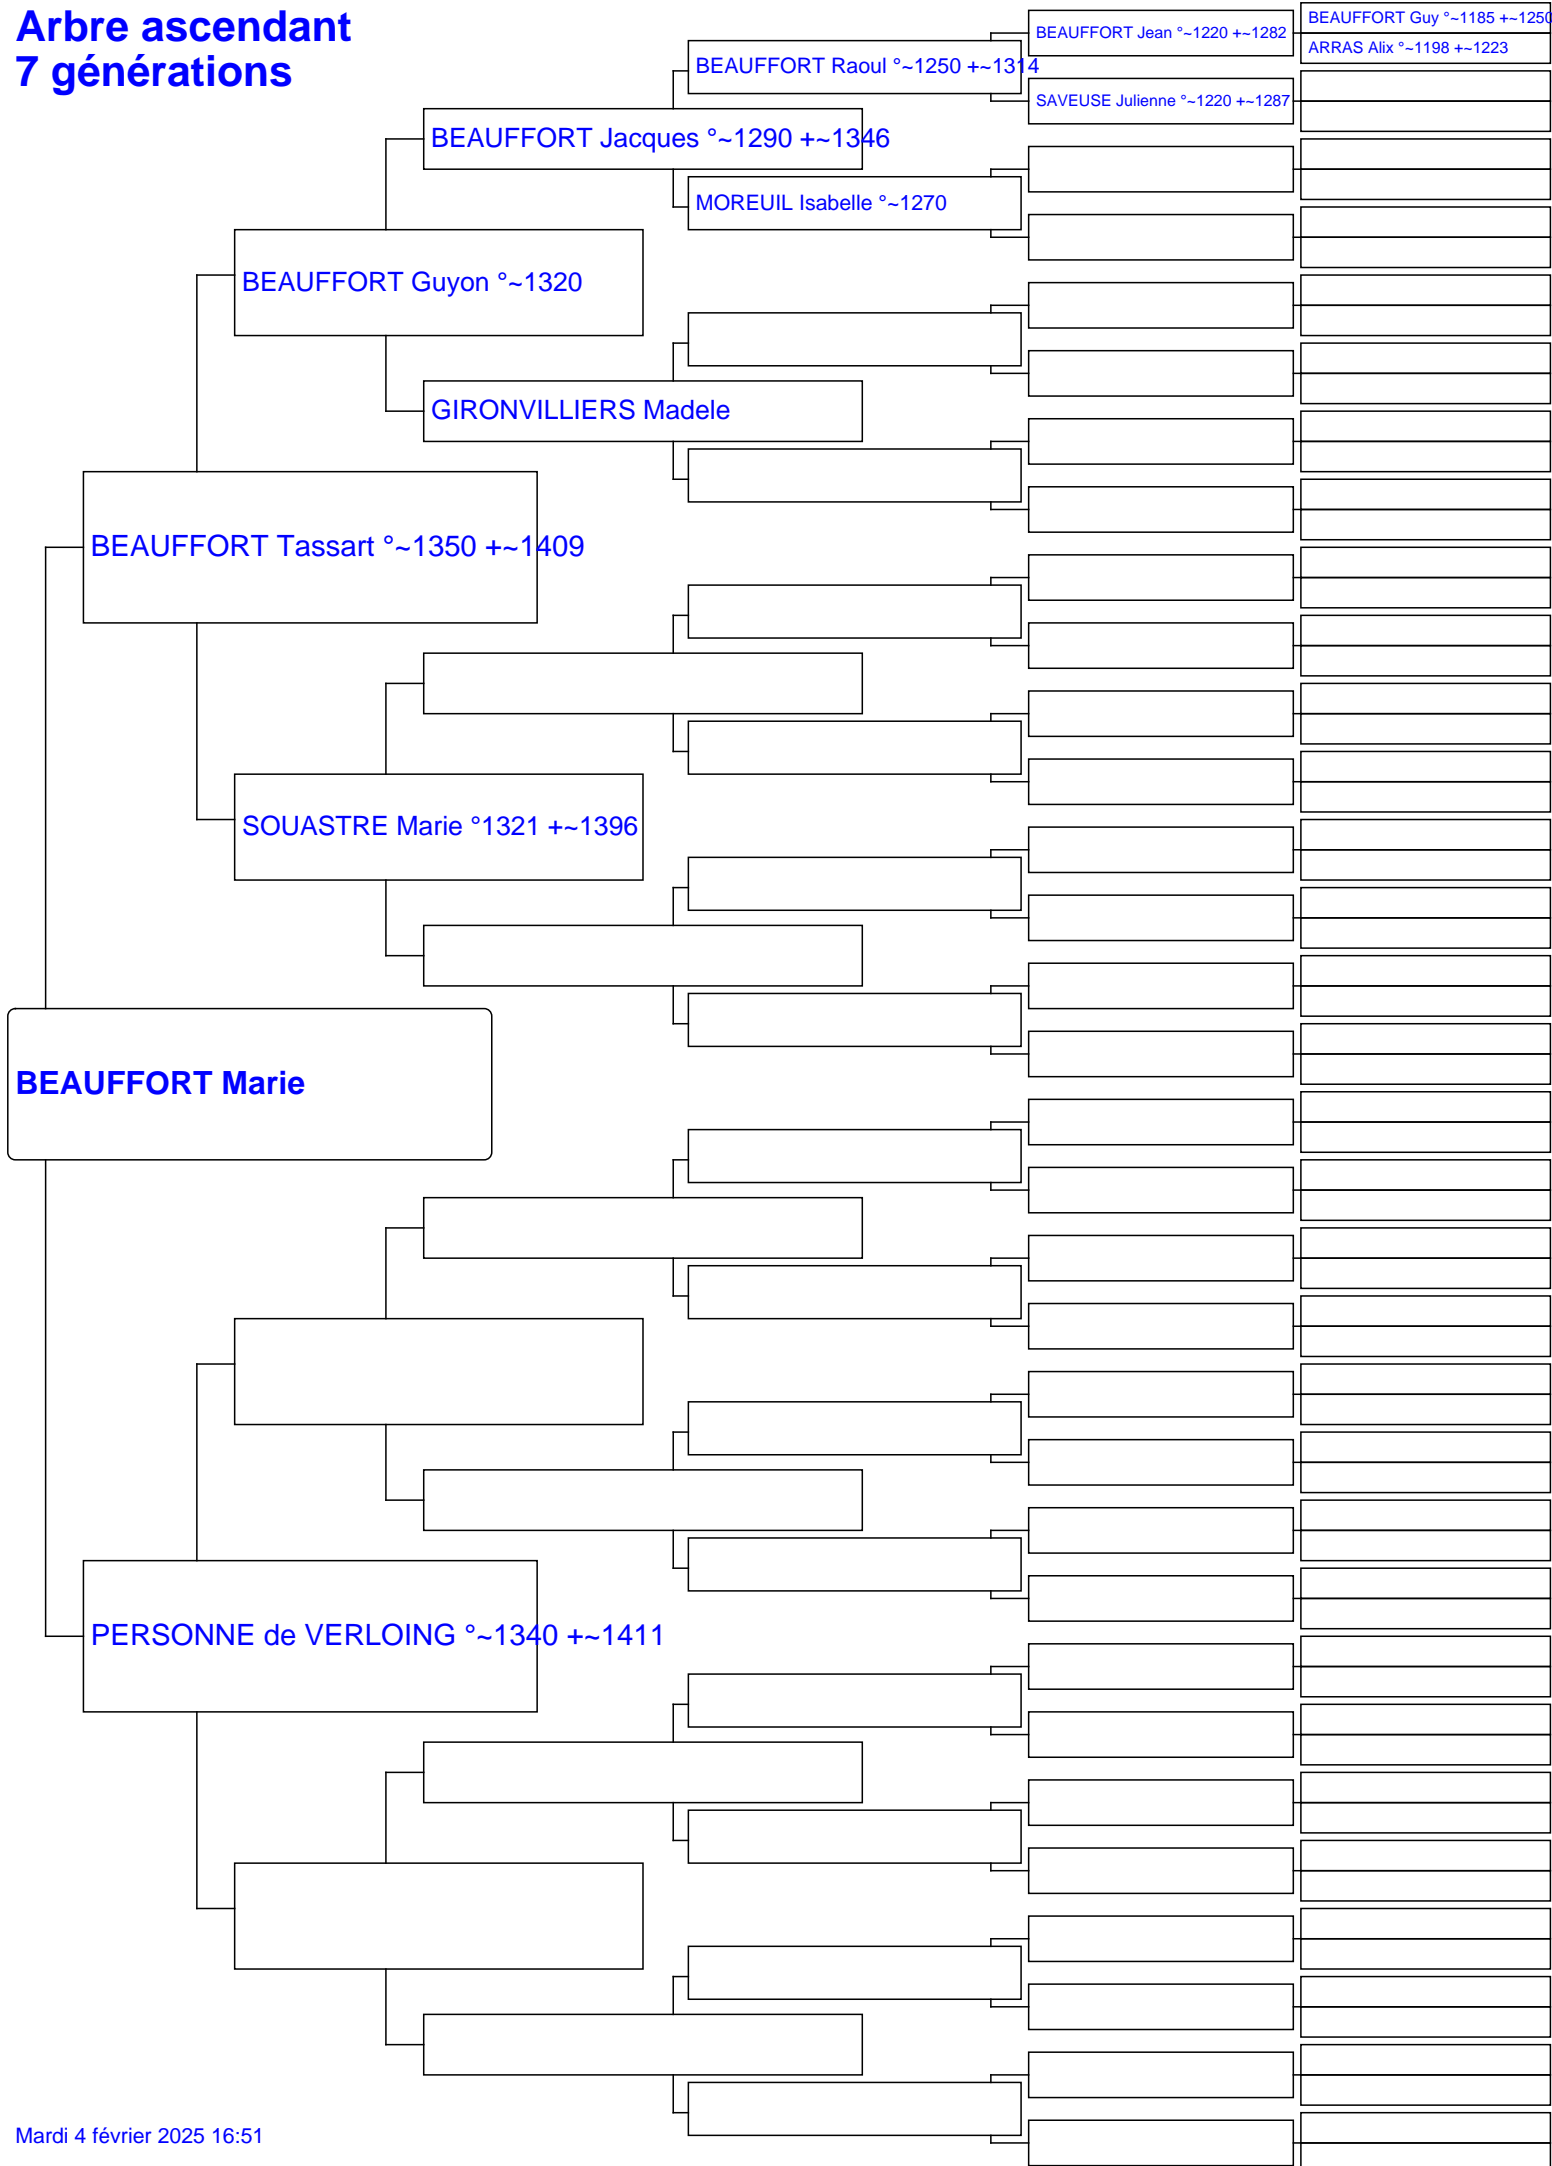 Arbre ascendant
7 générations
BEAUFFORT Guy °~1185 +~1250
BEAUFFORT Jean °~1220 +~1282
ARRAS Alix °~1198 +~1223
BEAUFFORT Raoul °~1250 +~1314
SAVEUSE Julienne °~1220 +~1287
BEAUFFORT Jacques °~1290 +~1346
MOREUIL Isabelle °~1270
BEAUFFORT Guyon °~1320
GIRONVILLIERS Madele
BEAUFFORT Tassart °~1350 +~1409
SOUASTRE Marie °1321 +~1396
BEAUFFORT Marie
PERSONNE de VERLOING °~1340 +~1411
Mardi 4 février 2025 16:51